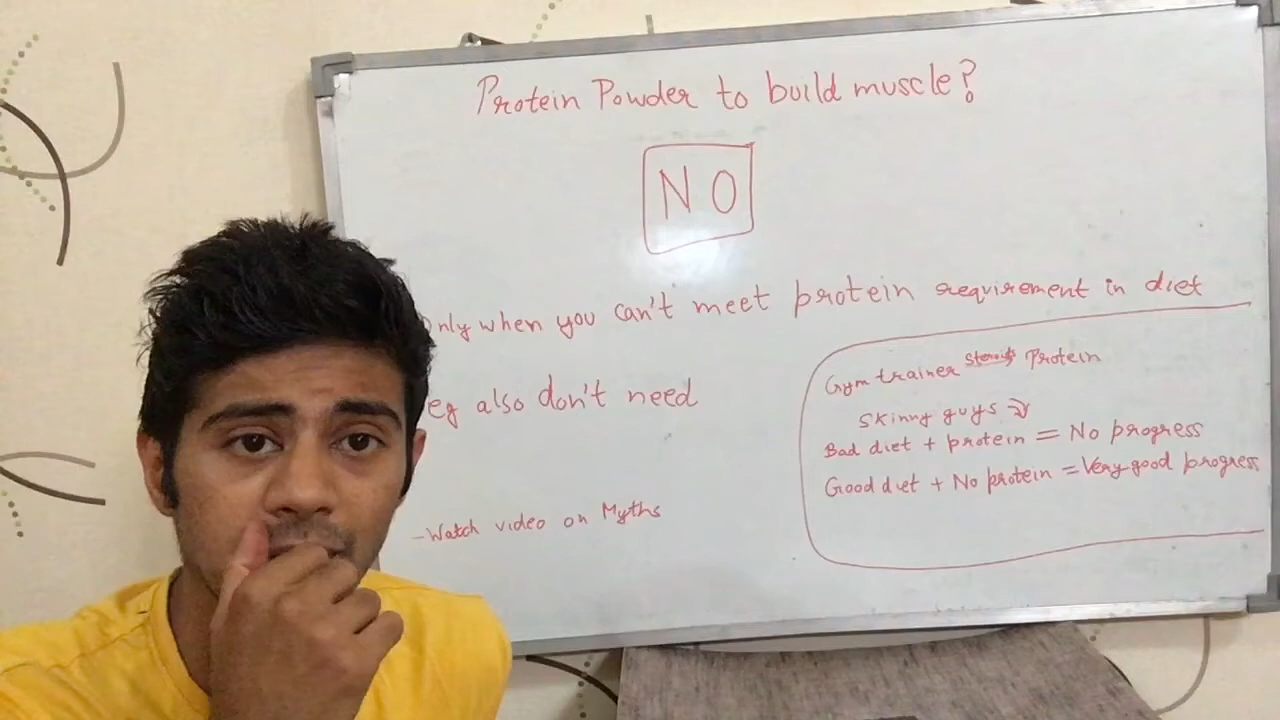 Protein Powder to build muscle?
NO
Only when you can't meet protein requirement in diet
also don't need
Gym trainer Steroids Protein
Skinny guys
Bad diet + protein = No progress
Good diet + No protein = Very good progress
- Watch video on Myths